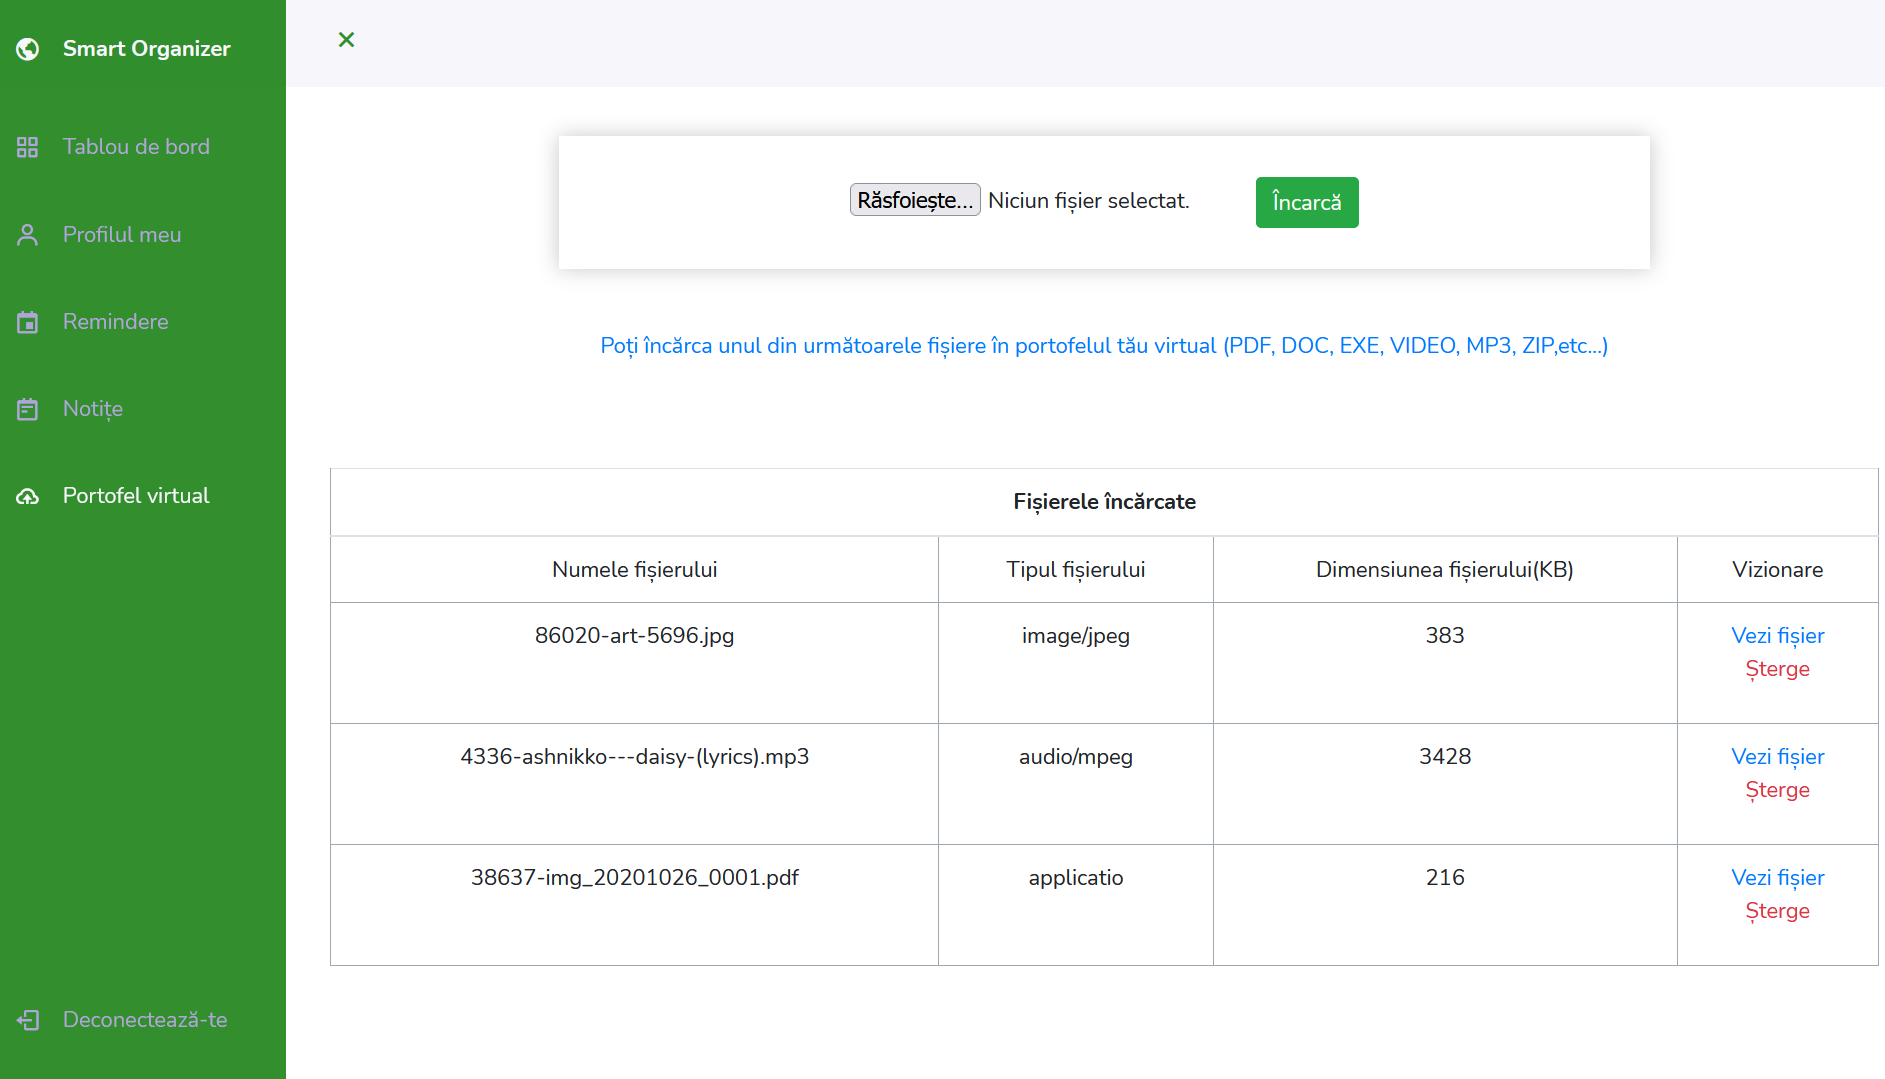 Smart Organizer
Tablou de bord
Profilul meu
Remindere
Notițe
Portofel virtual
Deconectează-te
Răsfoiește... Niciun fișier selectat. Încarcă
Poți încărca unul din următoarele fișiere în portofelul tău virtual (PDF, DOC, EXE, VIDEO, MP3, ZIP,etc...)
Fișierele încărcate
Numele fișierului Tipul fișierului Dimensiunea fișierului(KB) Vizionare
86020-art-5696.jpg image/jpeg 383 Vezi fișier
Șterge
4336-ashnikko---daisy-(lyrics).mp3 audio/mpeg 3428 Vezi fișier
Șterge
38637-img_20201026_0001.pdf applicatio 216 Vezi fișier
Șterge